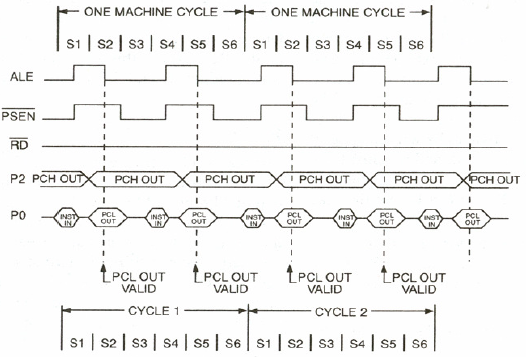 ONE MACHINE CYCLE ONE MACHINE CYCLE
S1 S2 S3 S4 S5 S6 S1 S2 S3 S4 S5 S6
ALE
PSEN
RD
P2 PCH OUT PCH OUT PCH OUT PCH OUT PCH OUT PCH OUT
P0 INST IN PCL OUT INST IN PCL OUT INST IN PCL OUT INST IN PCL OUT INST IN PCL OUT
PCL OUT VALID PCL OUT VALID PCL OUT VALID PCL OUT VALID
CYCLE 1 CYCLE 2
S1 S2 S3 S4 S5 S6 S1 S2 S3 S4 S5 S6